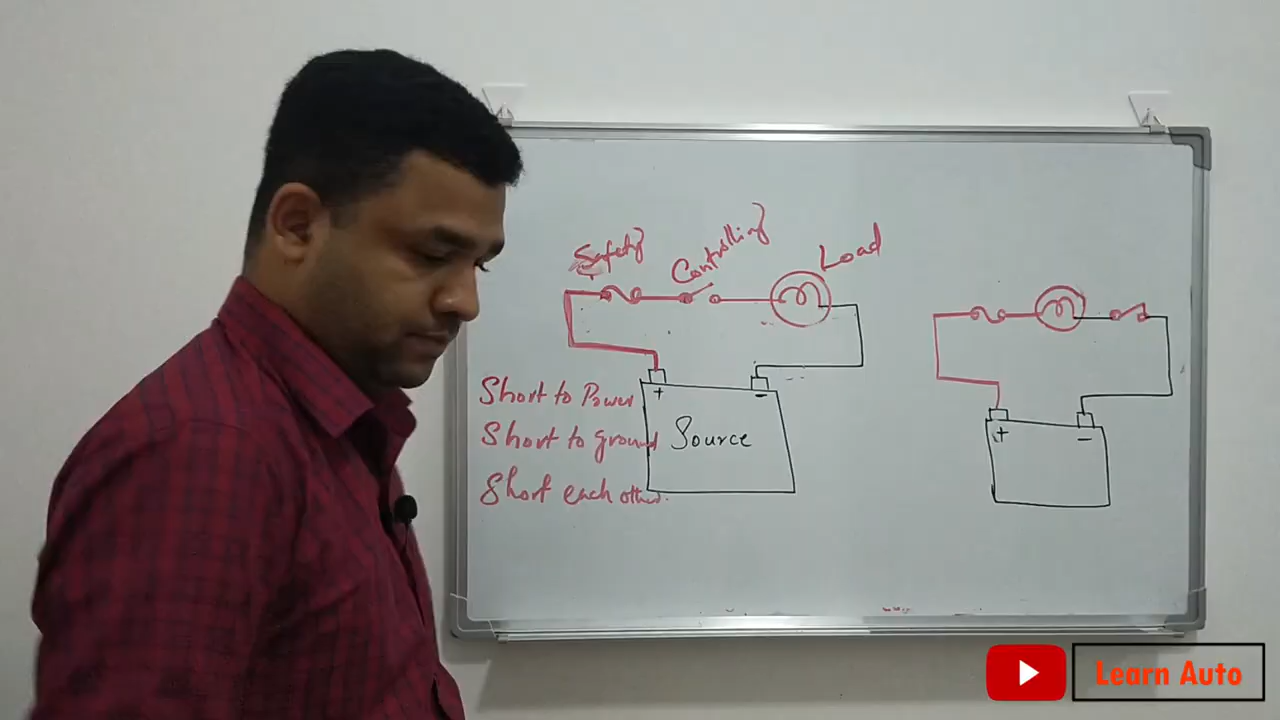 Safety
Controlling
Load
Short to Power
Short to ground
Short each other.
+
-
Source
+
-
Learn Auto